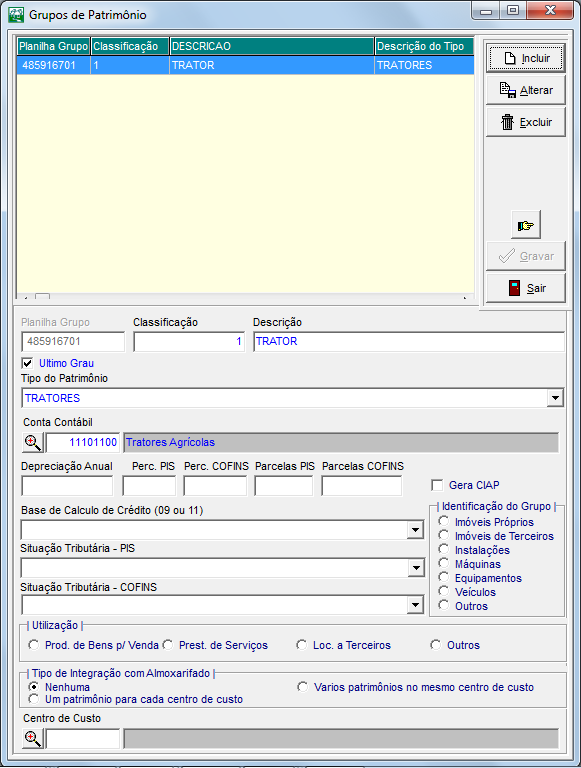 Grupos de Patrimônio
Planilha Grupo Classificação DESCRICAO Descrição do Tipo
485916701 1 TRATOR TRATORES
Incluir
Alterar
Excluir
Gravar
Sair
Planilha Grupo Classificação Descrição
485916701 1 TRATOR
Ultimo Grau
Tipo do Patrimônio
TRATORES
Conta Contábil
11101100 Tratores Agrícolas
Depreciação Anual Perc. PIS Perc. COFINS Parcelas PIS Parcelas COFINS
Gera CIAP
Base de Calculo de Crédito (09 ou 11)
Situação Tributária - PIS
Situação Tributária - COFINS
Identificação do Grupo
Imóveis Próprios
Imóveis de Terceiros
Instalações
Máquinas
Equipamentos
Veículos
Outros
Utilização
Prod. de Bens p/ Venda Prest. de Serviços Loc. a Terceiros Outros
Tipo de Integração com Almoxarifado
Nenhuma Varios patrimônios no mesmo centro de custo
Um patrimônio para cada centro de custo
Centro de Custo